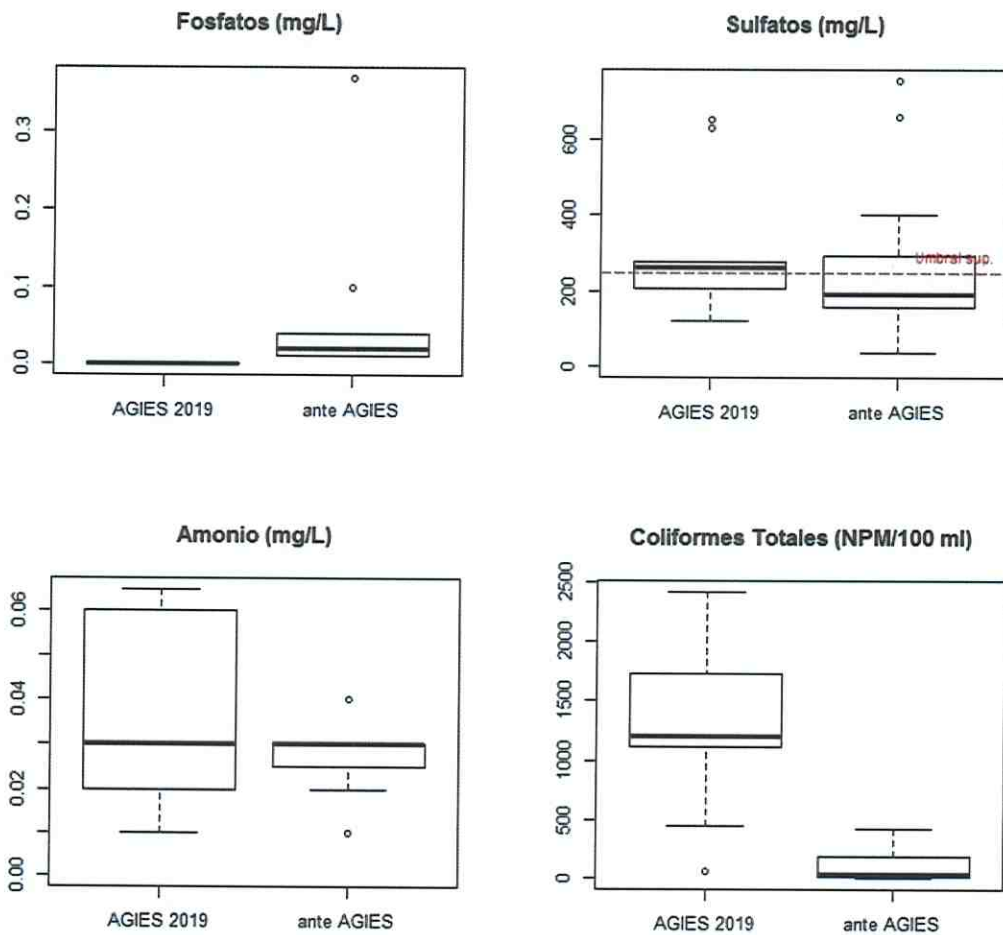 Fosfatos (mg/L)
0.3
0.2
0.1
0.0
AGIES 2019
ante AGIES
Sulfatos (mg/L)
600
400
200
0
Umbral sup.
AGIES 2019
ante AGIES
Amonio (mg/L)
0.06
0.04
0.02
0.00
AGIES 2019
ante AGIES
Coliformes Totales (NPM/100 ml)
2500
2000
1500
1000
500
0
AGIES 2019
ante AGIES